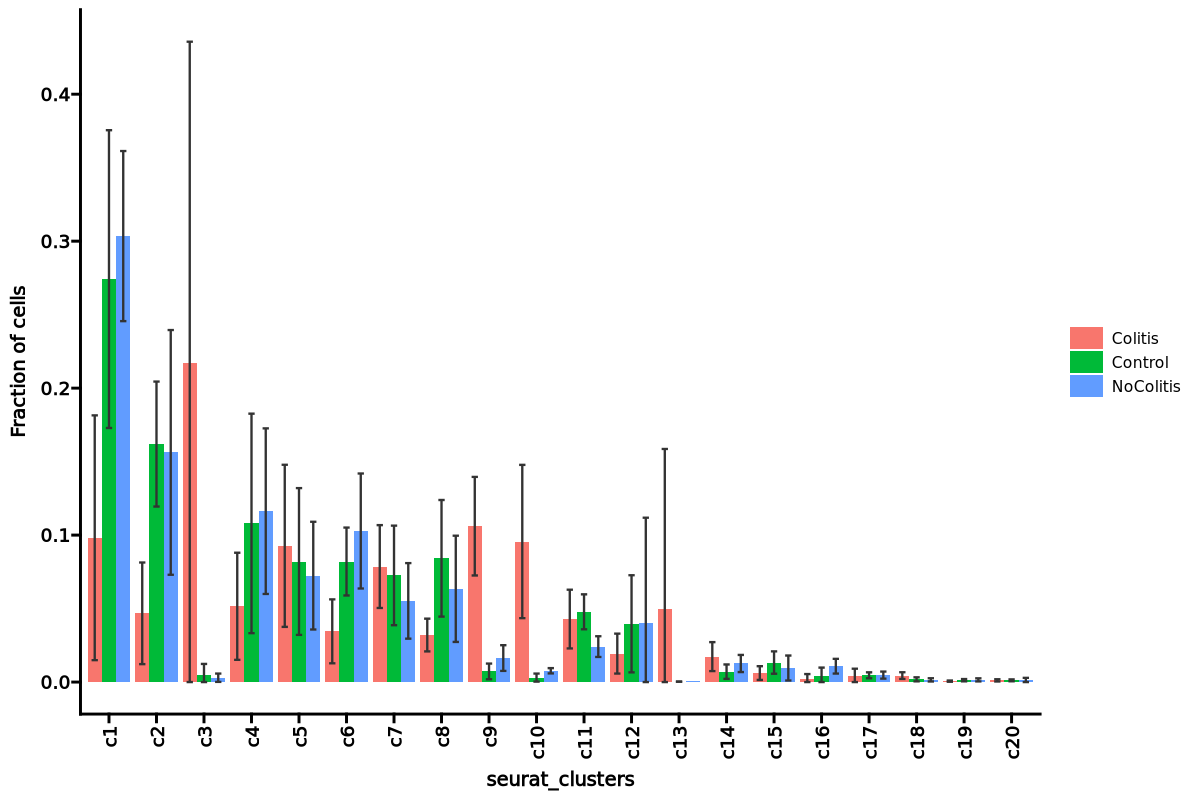 Fraction of cells
0.4
0.3
0.2
0.1
0.0
c1 c2 c3 c4 c5 c6 c7 c8 c9 c10 c11 c12 c13 c14 c15 c16 c17 c18 c19 c20
seurat_clusters
Colitis
Control
NoColitis